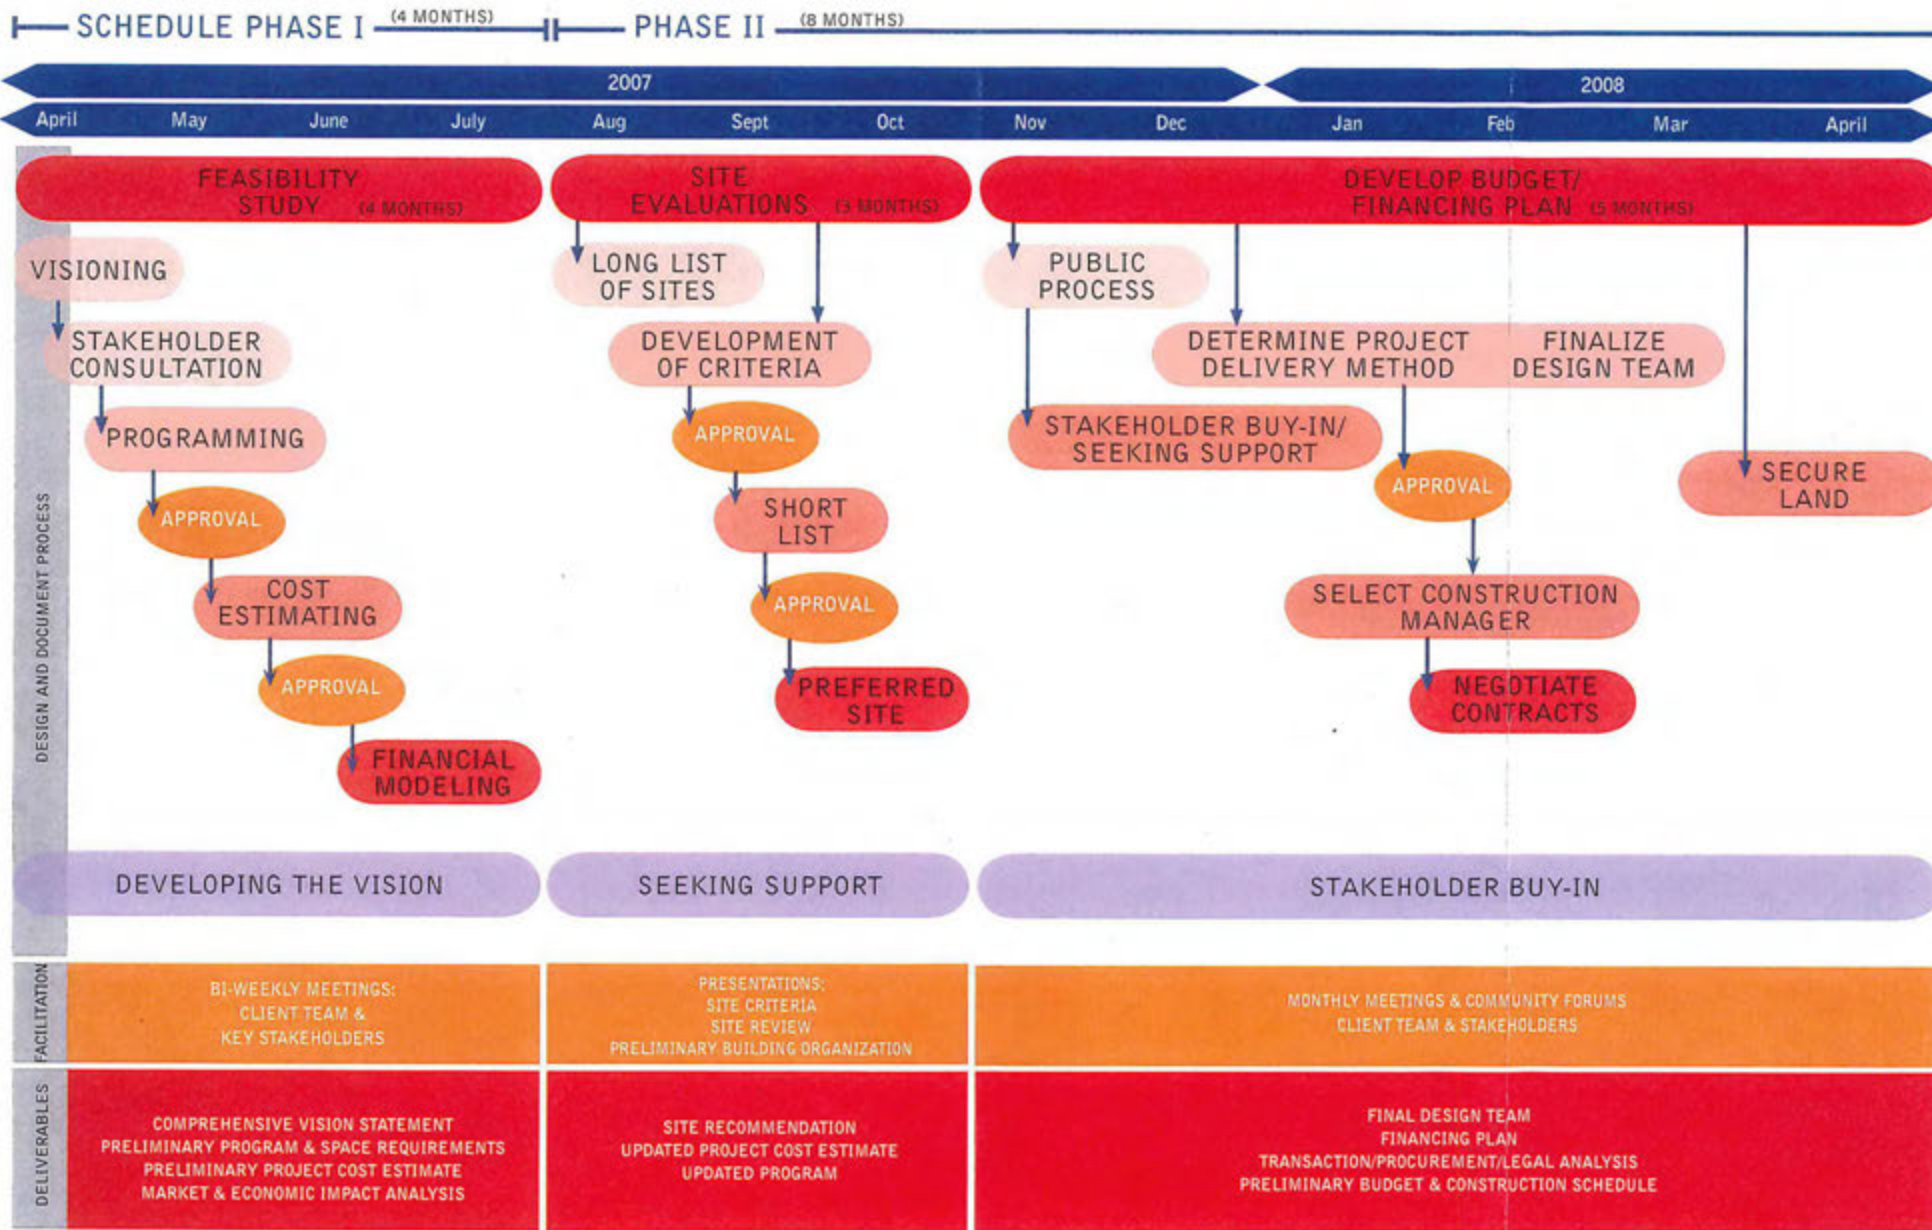 SCHEDULE PHASE I (4 MONTHS) PHASE II (8 MONTHS)
2007 2008
April May June July Aug Sept Oct Nov Dec Jan Feb Mar April
DESIGN AND DOCUMENT PROCESS
FEASIBILITY
STUDY (4 MONTHS)
VISIONING
STAKEHOLDER
CONSULTATION
PROGRAMMING
APPROVAL
COST
ESTIMATING
APPROVAL
FINANCIAL
MODELING
SITE
EVALUATIONS (3 MONTHS)
LONG LIST
OF SITES
DEVELOPMENT
OF CRITERIA
APPROVAL
SHORT
LIST
APPROVAL
PREFERRED
SITE
DEVELOP BUDGET/
FINANCING PLAN (5 MONTHS)
PUBLIC
PROCESS
DETERMINE PROJECT
DELIVERY METHOD
FINALIZE
DESIGN TEAM
STAKEHOLDER BUY-IN/
SEEKING SUPPORT
APPROVAL
SECURE
LAND
SELECT CONSTRUCTION
MANAGER
NEGOTIATE
CONTRACTS
DEVELOPING THE VISION
SEEKING SUPPORT
STAKEHOLDER BUY-IN
FACILITATION
BI-WEEKLY MEETINGS:
CLIENT TEAM &
KEY STAKEHOLDERS
PRESENTATIONS:
SITE CRITERIA
SITE REVIEW
PRELIMINARY BUILDING ORGANIZATION
MONTHLY MEETINGS & COMMUNITY FORUMS
CLIENT TEAM & STAKEHOLDERS
DELIVERABLES
COMPREHENSIVE VISION STATEMENT
PRELIMINARY PROGRAM & SPACE REQUIREMENTS
PRELIMINARY PROJECT COST ESTIMATE
MARKET & ECONOMIC IMPACT ANALYSIS
SITE RECOMMENDATION
UPDATED PROJECT COST ESTIMATE
UPDATED PROGRAM
FINAL DESIGN TEAM
FINANCING PLAN
TRANSACTION/PROCUREMENT/LEGAL ANALYSIS
PRELIMINARY BUDGET & CONSTRUCTION SCHEDULE